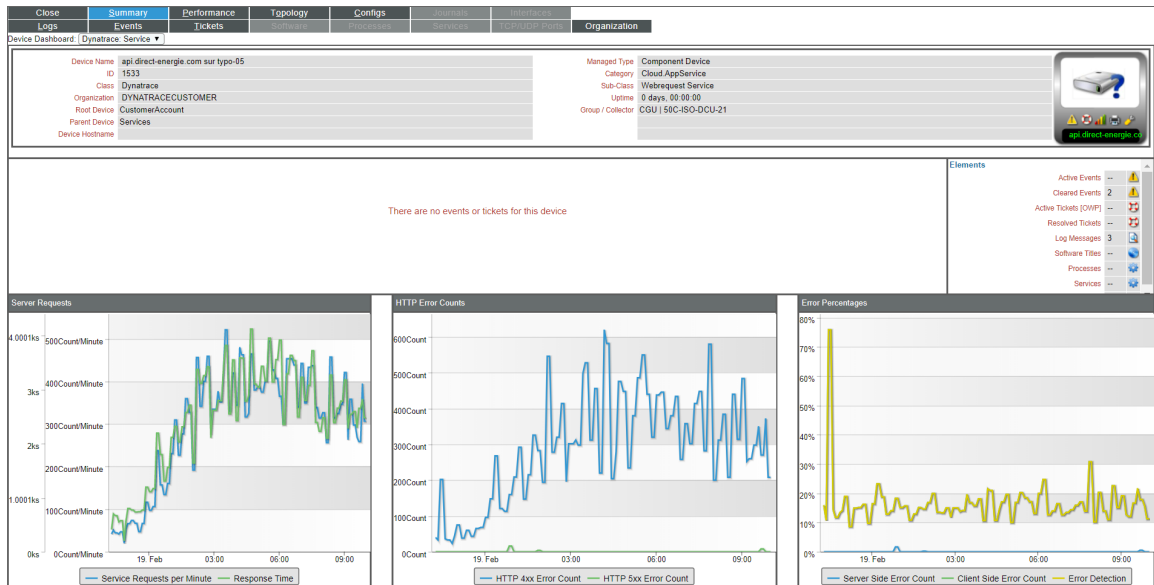 Close Summary Performance Topology Configs Journals Interfaces
Logs Events Tickets Software Processes Services TCP/UDP Ports Organization
Device Dashboard: Dynatrace: Service ▼
Device Name api.direct-energie.com sur typo-05 Managed Type Component Device
ID 1533 Category Cloud.AppService
Class Dynatrace Sub-Class Webrequest Service
Organization DYNATRACECUSTOMER Uptime 0 days, 00:00:00
Root Device CustomerAccount Group / Collector CGU | 50C-ISO-DCU-21
Parent Device Services
Device Hostname
api.direct-energie.co
There are no events or tickets for this device
Elements
Active Events --
Cleared Events 2
Active Tickets [OWP] --
Resolved Tickets --
Log Messages 3
Software Titles --
Processes --
Services --
Server Requests
4.0001ks
3ks
2ks
1.0001ks
0ks
500Count/Minute
400Count/Minute
300Count/Minute
200Count/Minute
100Count/Minute
0Count/Minute
19. Feb 03:00 06:00 09:00
Service Requests per Minute Response Time
HTTP Error Counts
600Count
500Count
400Count
300Count
200Count
100Count
0Count
19. Feb 03:00 06:00 09:00
HTTP 4xx Error Count HTTP 5xx Error Count
Error Percentages
80%
70%
60%
50%
40%
30%
20%
10%
0%
19. Feb 03:00 06:00 09:00
Server Side Error Count Client Side Error Count Error Detection